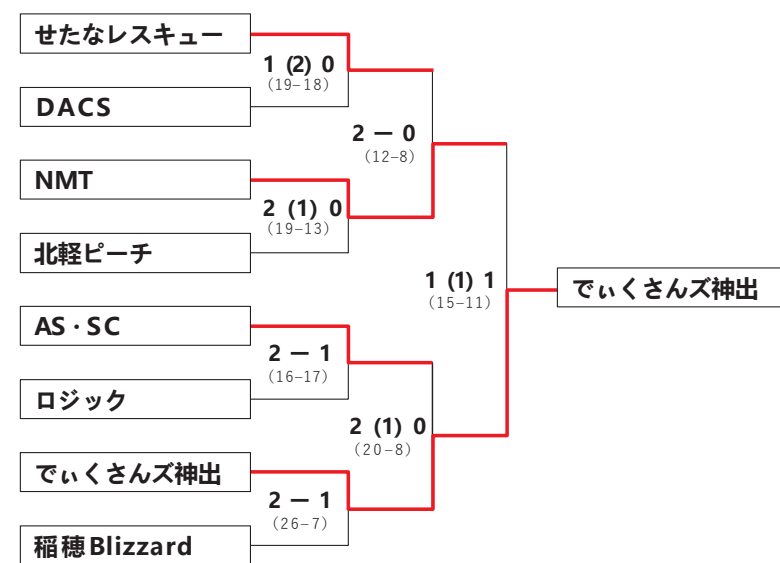 せたなレスキュー
1 (2) 0
(19–18)
DACS
2 − 0
(12–8)
NMT
2 (1) 0
(19–13)
北軽ピーチ
1 (1) 1
(15–11)
でぃくさんズ神出
AS・SC
2 − 1
(16–17)
ロジック
2 (1) 0
(20–8)
でぃくさんズ神出
2 − 1
(26–7)
稲穂Blizzard